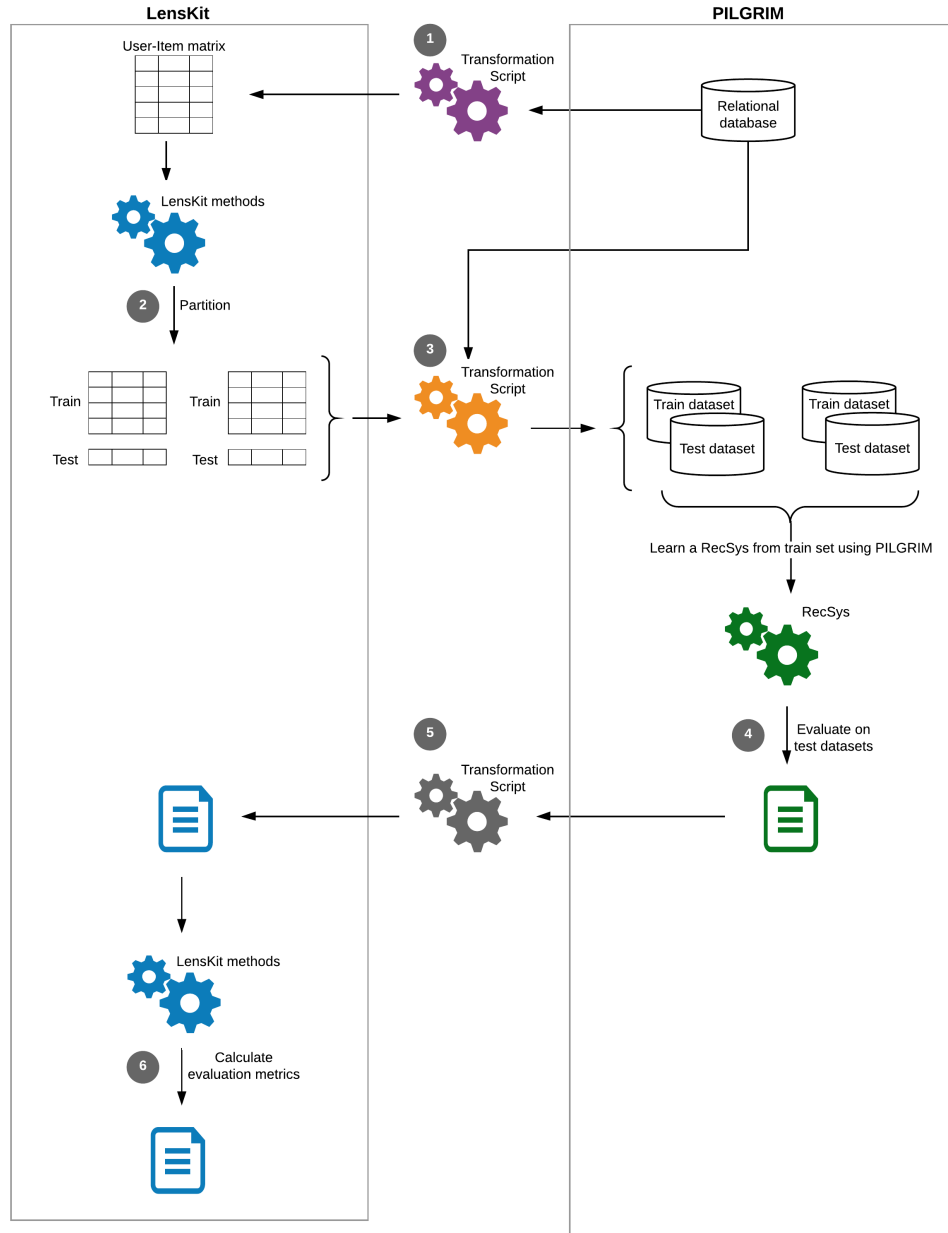 LensKit
PILGRIM
1
Transformation
Script
User-Item matrix
Relational
database
LensKit methods
2
Partition
3
Transformation
Script
Train
Train
Test
Test
Train dataset
Test dataset
Train dataset
Test dataset
Learn a RecSys from train set using PILGRIM
RecSys
4
Evaluate on
test datasets
5
Transformation
Script
LensKit methods
6
Calculate
evaluation metrics